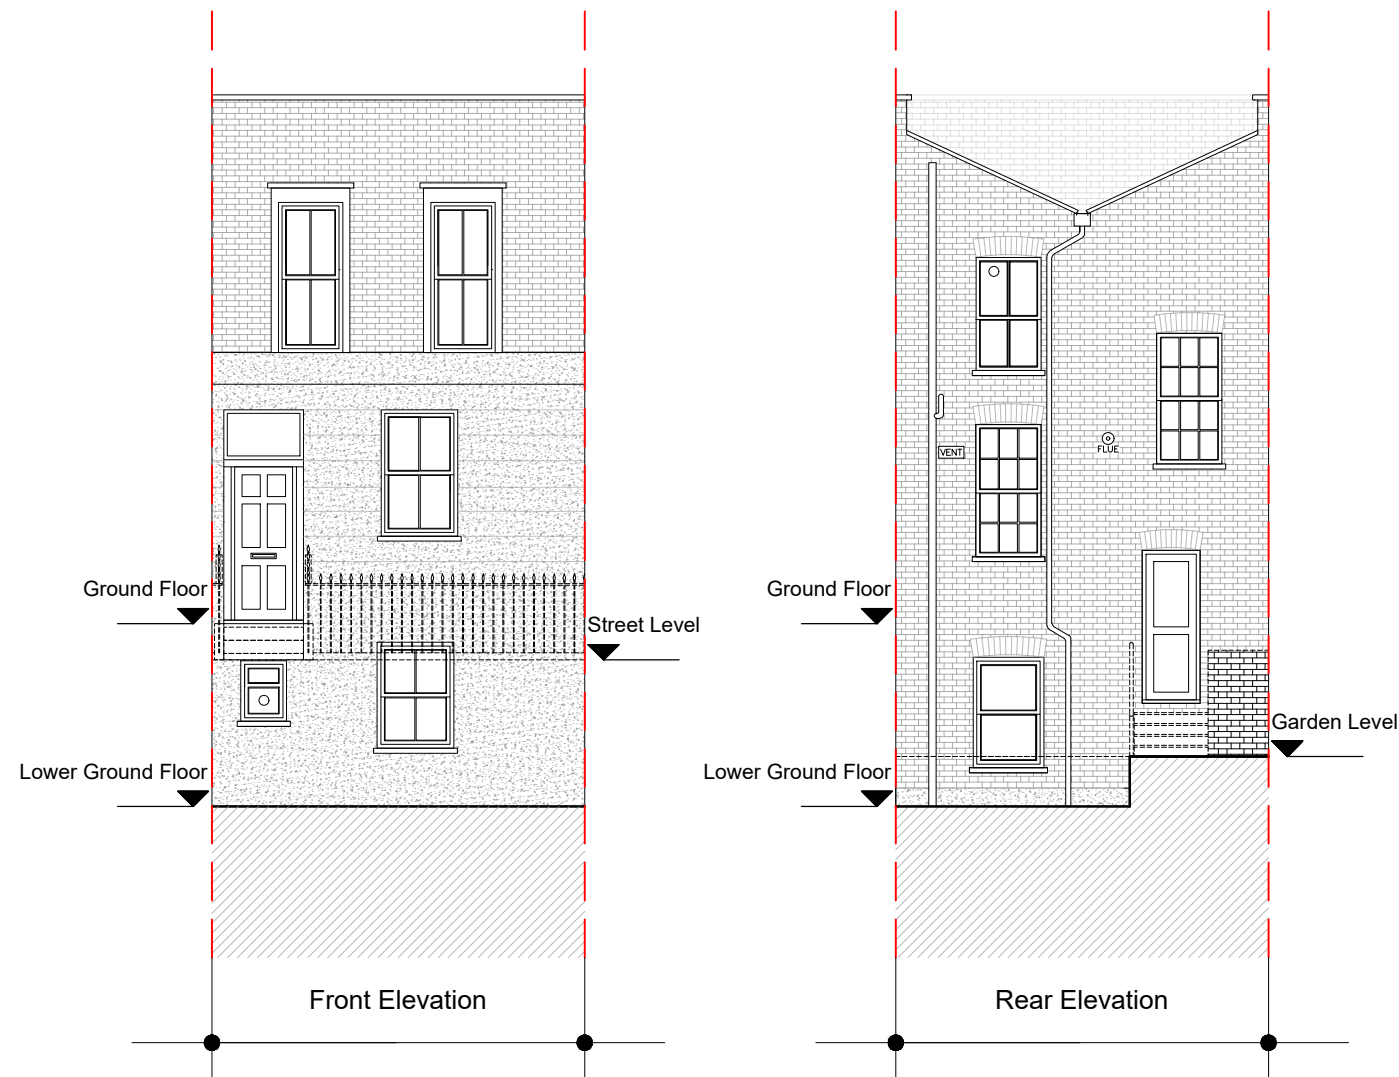 Ground Floor
Street Level
Lower Ground Floor
Front Elevation
VENT
FLUE
Ground Floor
Garden Level
Lower Ground Floor
Rear Elevation